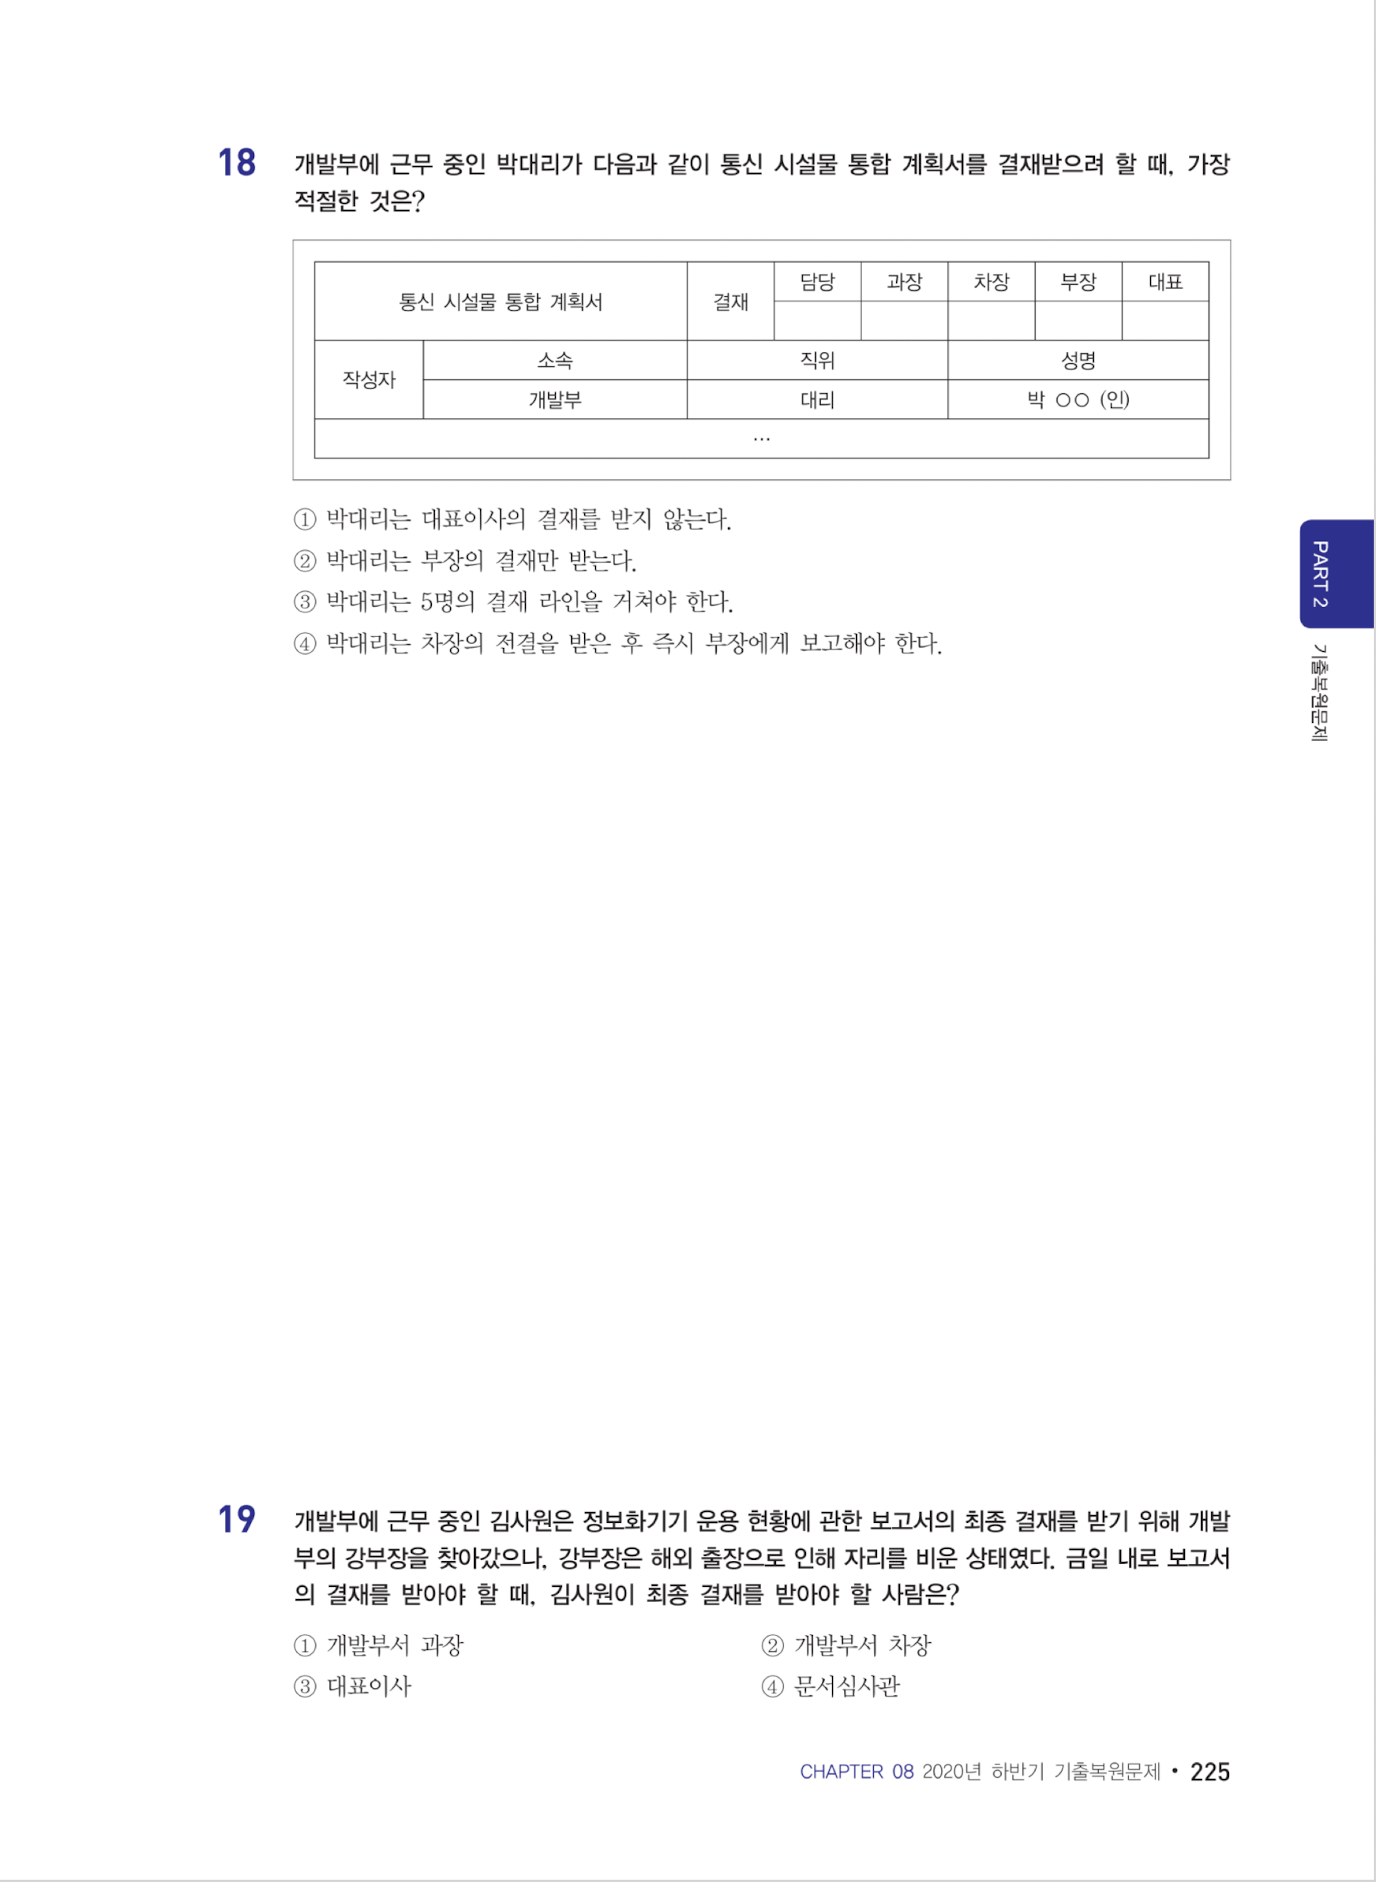 18 개발부에 근무 중인 박대리가 다음과 같이 통신 시설물 통합 계획서를 결재받으려 할 때, 가장
적절한 것은?
통신 시설물 통합 계획서 결재 담당 과장 차장 부장 대표
작성자 소속 직위 성명
개발부 대리 박 ○○ (인)
…
① 박대리는 대표이사의 결재를 받지 않는다.
② 박대리는 부장의 결재만 받는다.
③ 박대리는 5명의 결재 라인을 거쳐야 한다.
④ 박대리는 차장의 전결을 받은 후 즉시 부장에게 보고해야 한다.
PART 2
기출복원문제
19 개발부에 근무 중인 김사원은 정보화기기 운용 현황에 관한 보고서의 최종 결재를 받기 위해 개발
부의 강부장을 찾아갔으나, 강부장은 해외 출장으로 인해 자리를 비운 상태였다. 금일 내로 보고서
의 결재를 받아야 할 때, 김사원이 최종 결재를 받아야 할 사람은?
① 개발부서 과장 ② 개발부서 차장
③ 대표이사 ④ 문서심사관
CHAPTER 08 2020년 하반기 기출복원문제 • 225